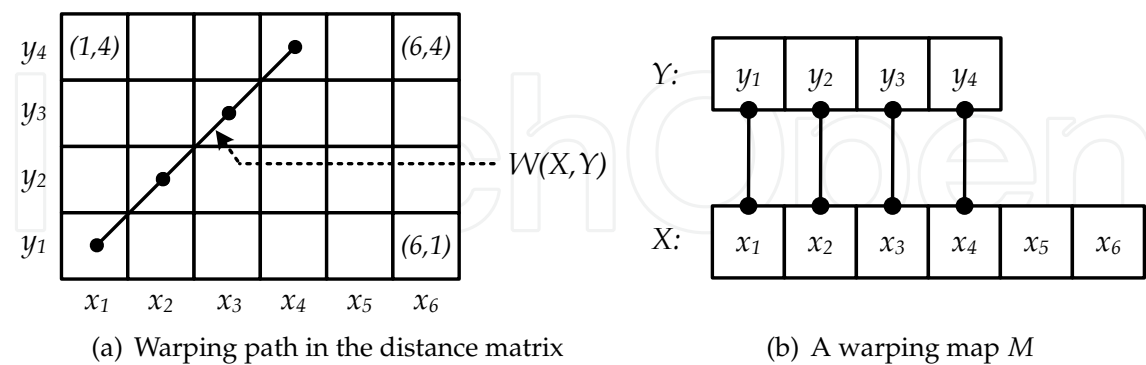 y4 (1,4) (6,4)
y3
y2
y1 (6,1)
x1 x2 x3 x4 x5 x6
W(X,Y)
(a) Warping path in the distance matrix
Y: y1 y2 y3 y4
X: x1 x2 x3 x4 x5 x6
(b) A warping map M
InTechOpen